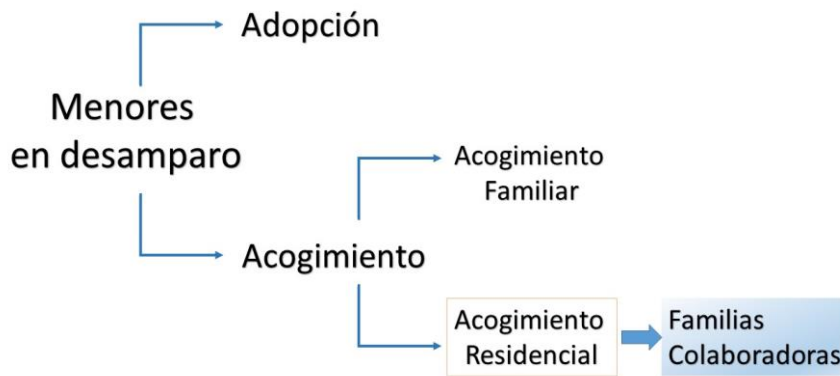 Adopción
Menores
en desamparo
Acogimiento
Familiar
Acogimiento
Acogimiento
Residencial
Familias
Colaboradoras